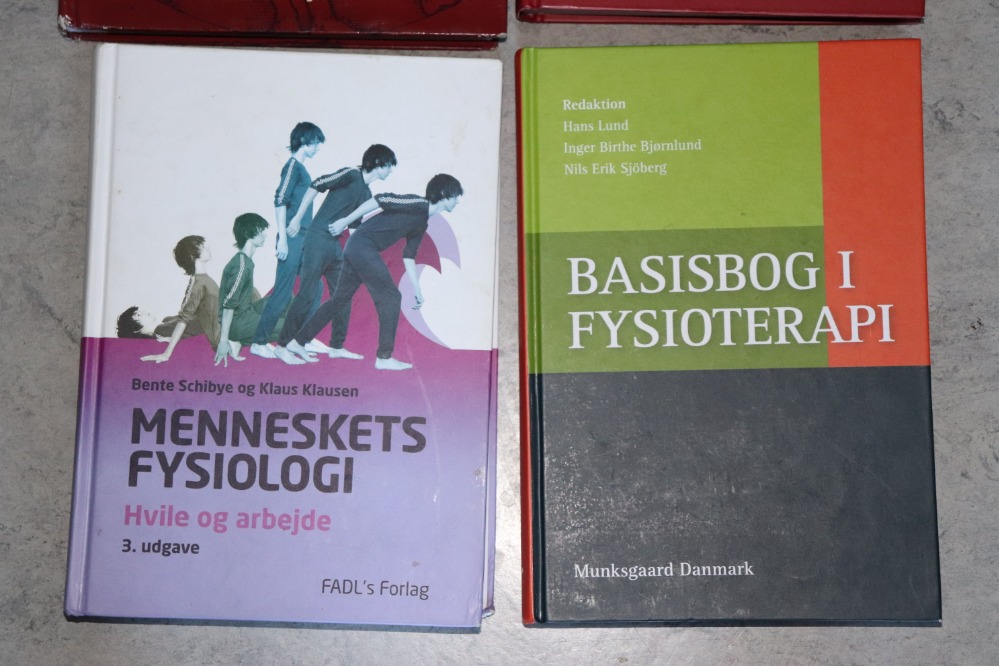 Bente Schibye og Klaus Klausen
MENNESKETS
FYSIOLOGI
Hvile og arbejde
3. udgave
FADL's Forlag
Redaktion
Hans Lund
Inger Birthe Bjørnlund
Nils Erik Sjöberg
BASISBOG I
FYSIOTERAPI
Munksgaard Danmark